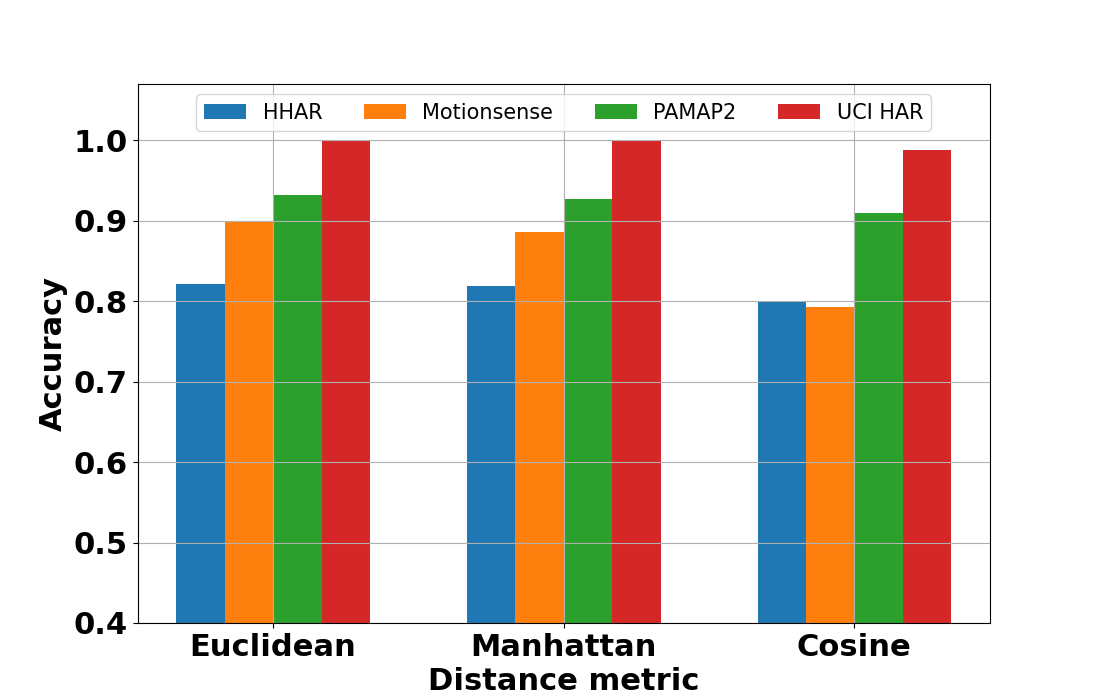 HHAR Motionsense PAMAP2 UCI HAR
1.0
0.9
0.8
0.7
0.6
0.5
0.4
Accuracy
Euclidean Manhattan Cosine
Distance metric